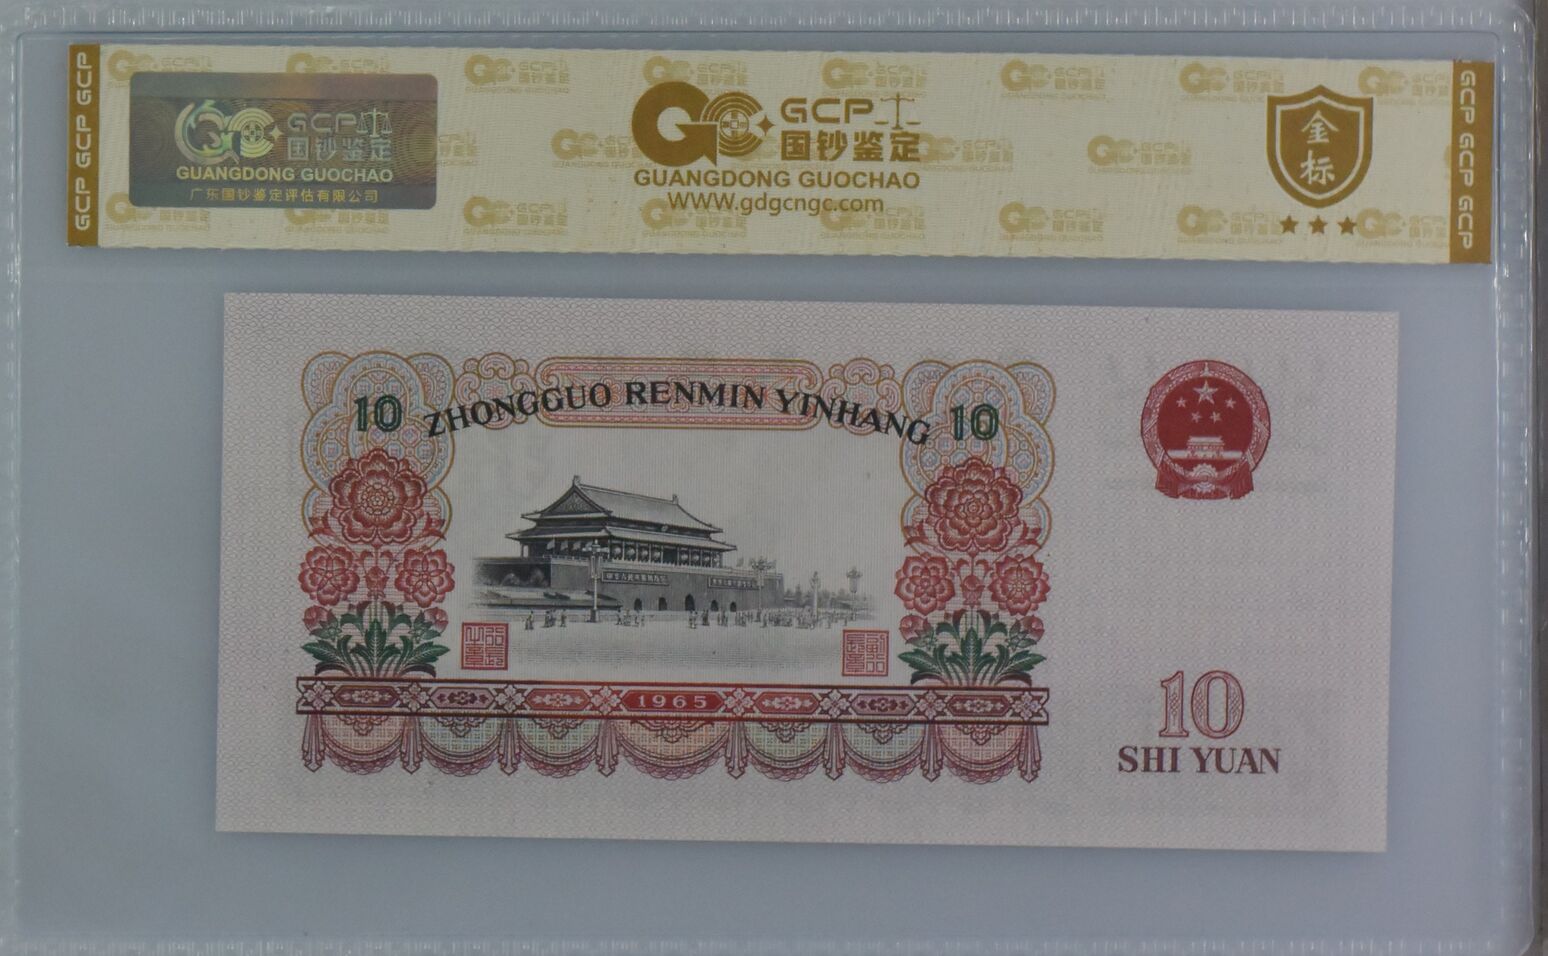 GCP GCP GCP
GCP
国钞鉴定
GUANGDONG GUOCHAO
广东国钞鉴定评估有限公司
GCP
国钞鉴定
GUANGDONG GUOCHAO
WWW.gdgcngc.com
金标
GCP GCP GCP
10
ZHONGGUO RENMIN YINHANG
10
1965
10
SHI YUAN